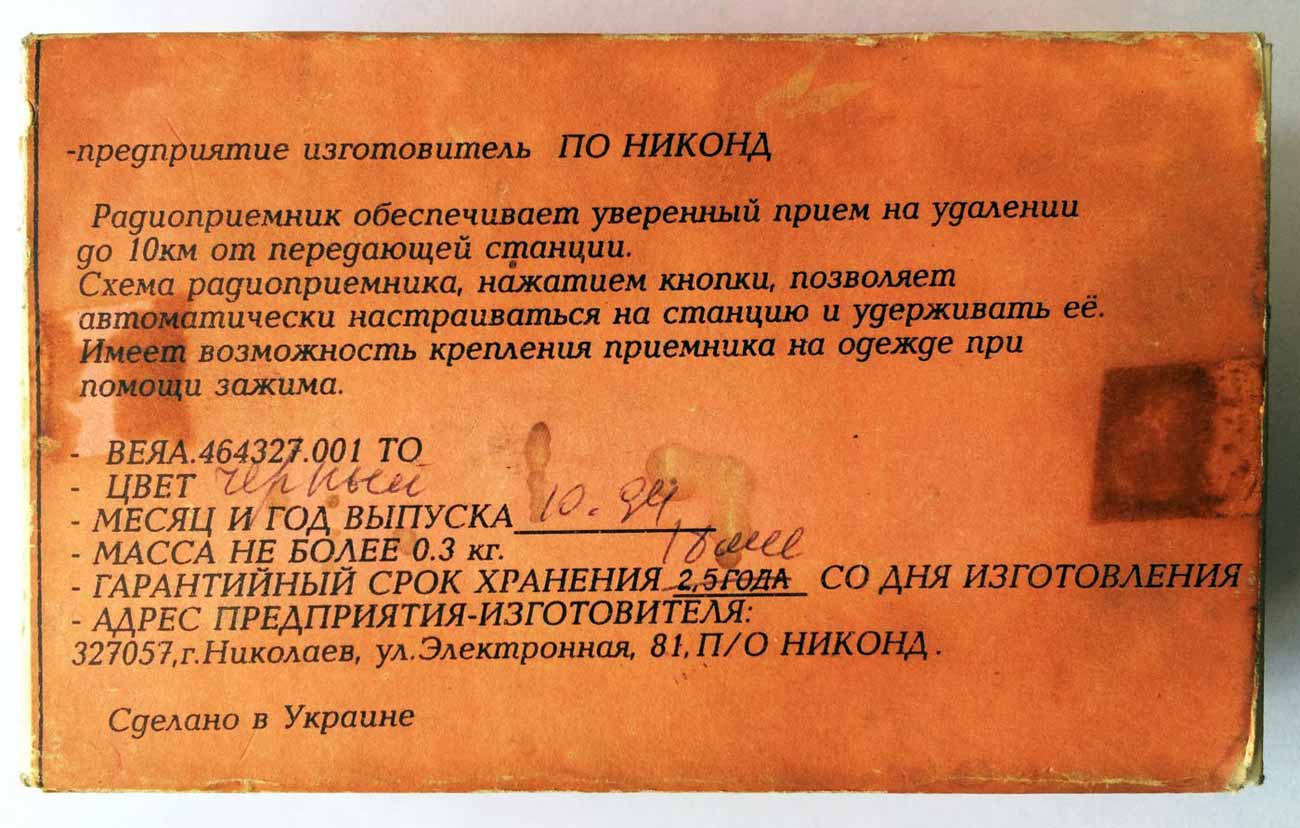 -предприятие изготовитель ПО НИКОНД
Радиоприемник обеспечивает уверенный прием на удалении
до 10км от передающей станции.
Схема радиоприемника, нажатием кнопки, позволяет
автоматически настраиваться на станцию и удерживать её.
Имеет возможность крепления приемника на одежде при
помощи зажима.
- ВЕЯА.464327.001 ТО
- ЦВЕТ черный
- МЕСЯЦ И ГОД ВЫПУСКА 10.94
- МАССА НЕ БОЛЕЕ 0.3 кг.
- ГАРАНТИЙНЫЙ СРОК ХРАНЕНИЯ 2,5 ГОДА СО ДНЯ ИЗГОТОВЛЕНИЯ
- АДРЕС ПРЕДПРИЯТИЯ-ИЗГОТОВИТЕЛЯ:
327057,г.Николаев, ул.Электронная, 81, П/О НИКОНД.
Сделано в Украине